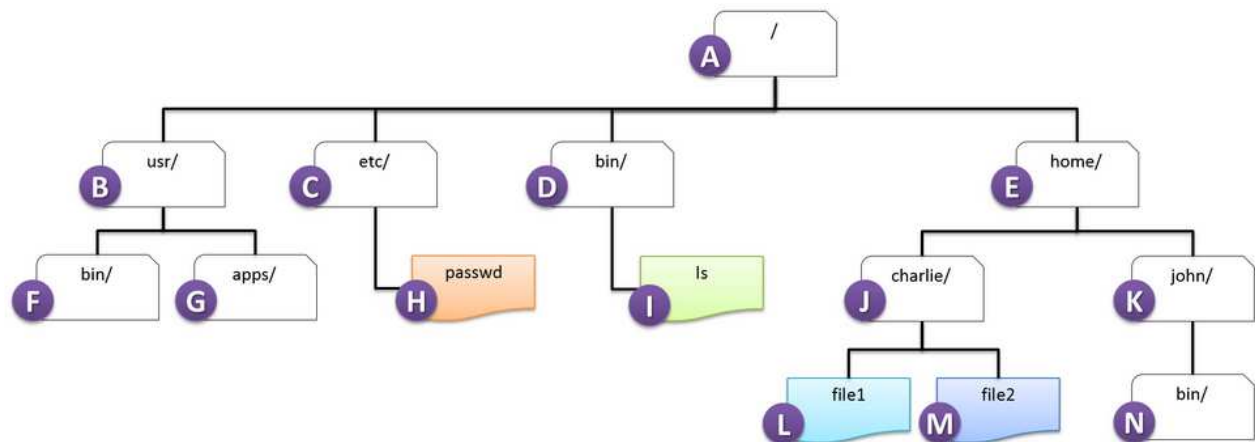 /
A
usr/
B
etc/
C
bin/
D
home/
E
bin/
F
apps/
G
passwd
H
ls
I
charlie/
J
john/
K
file1
L
file2
M
bin/
N